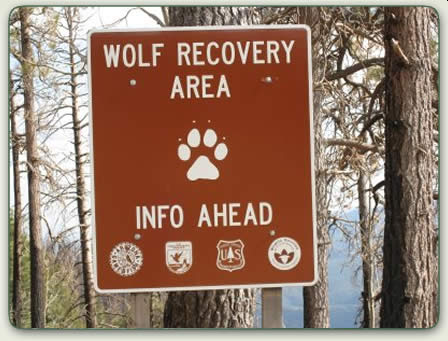 WOLF RECOVERY
AREA
INFO AHEAD
U S